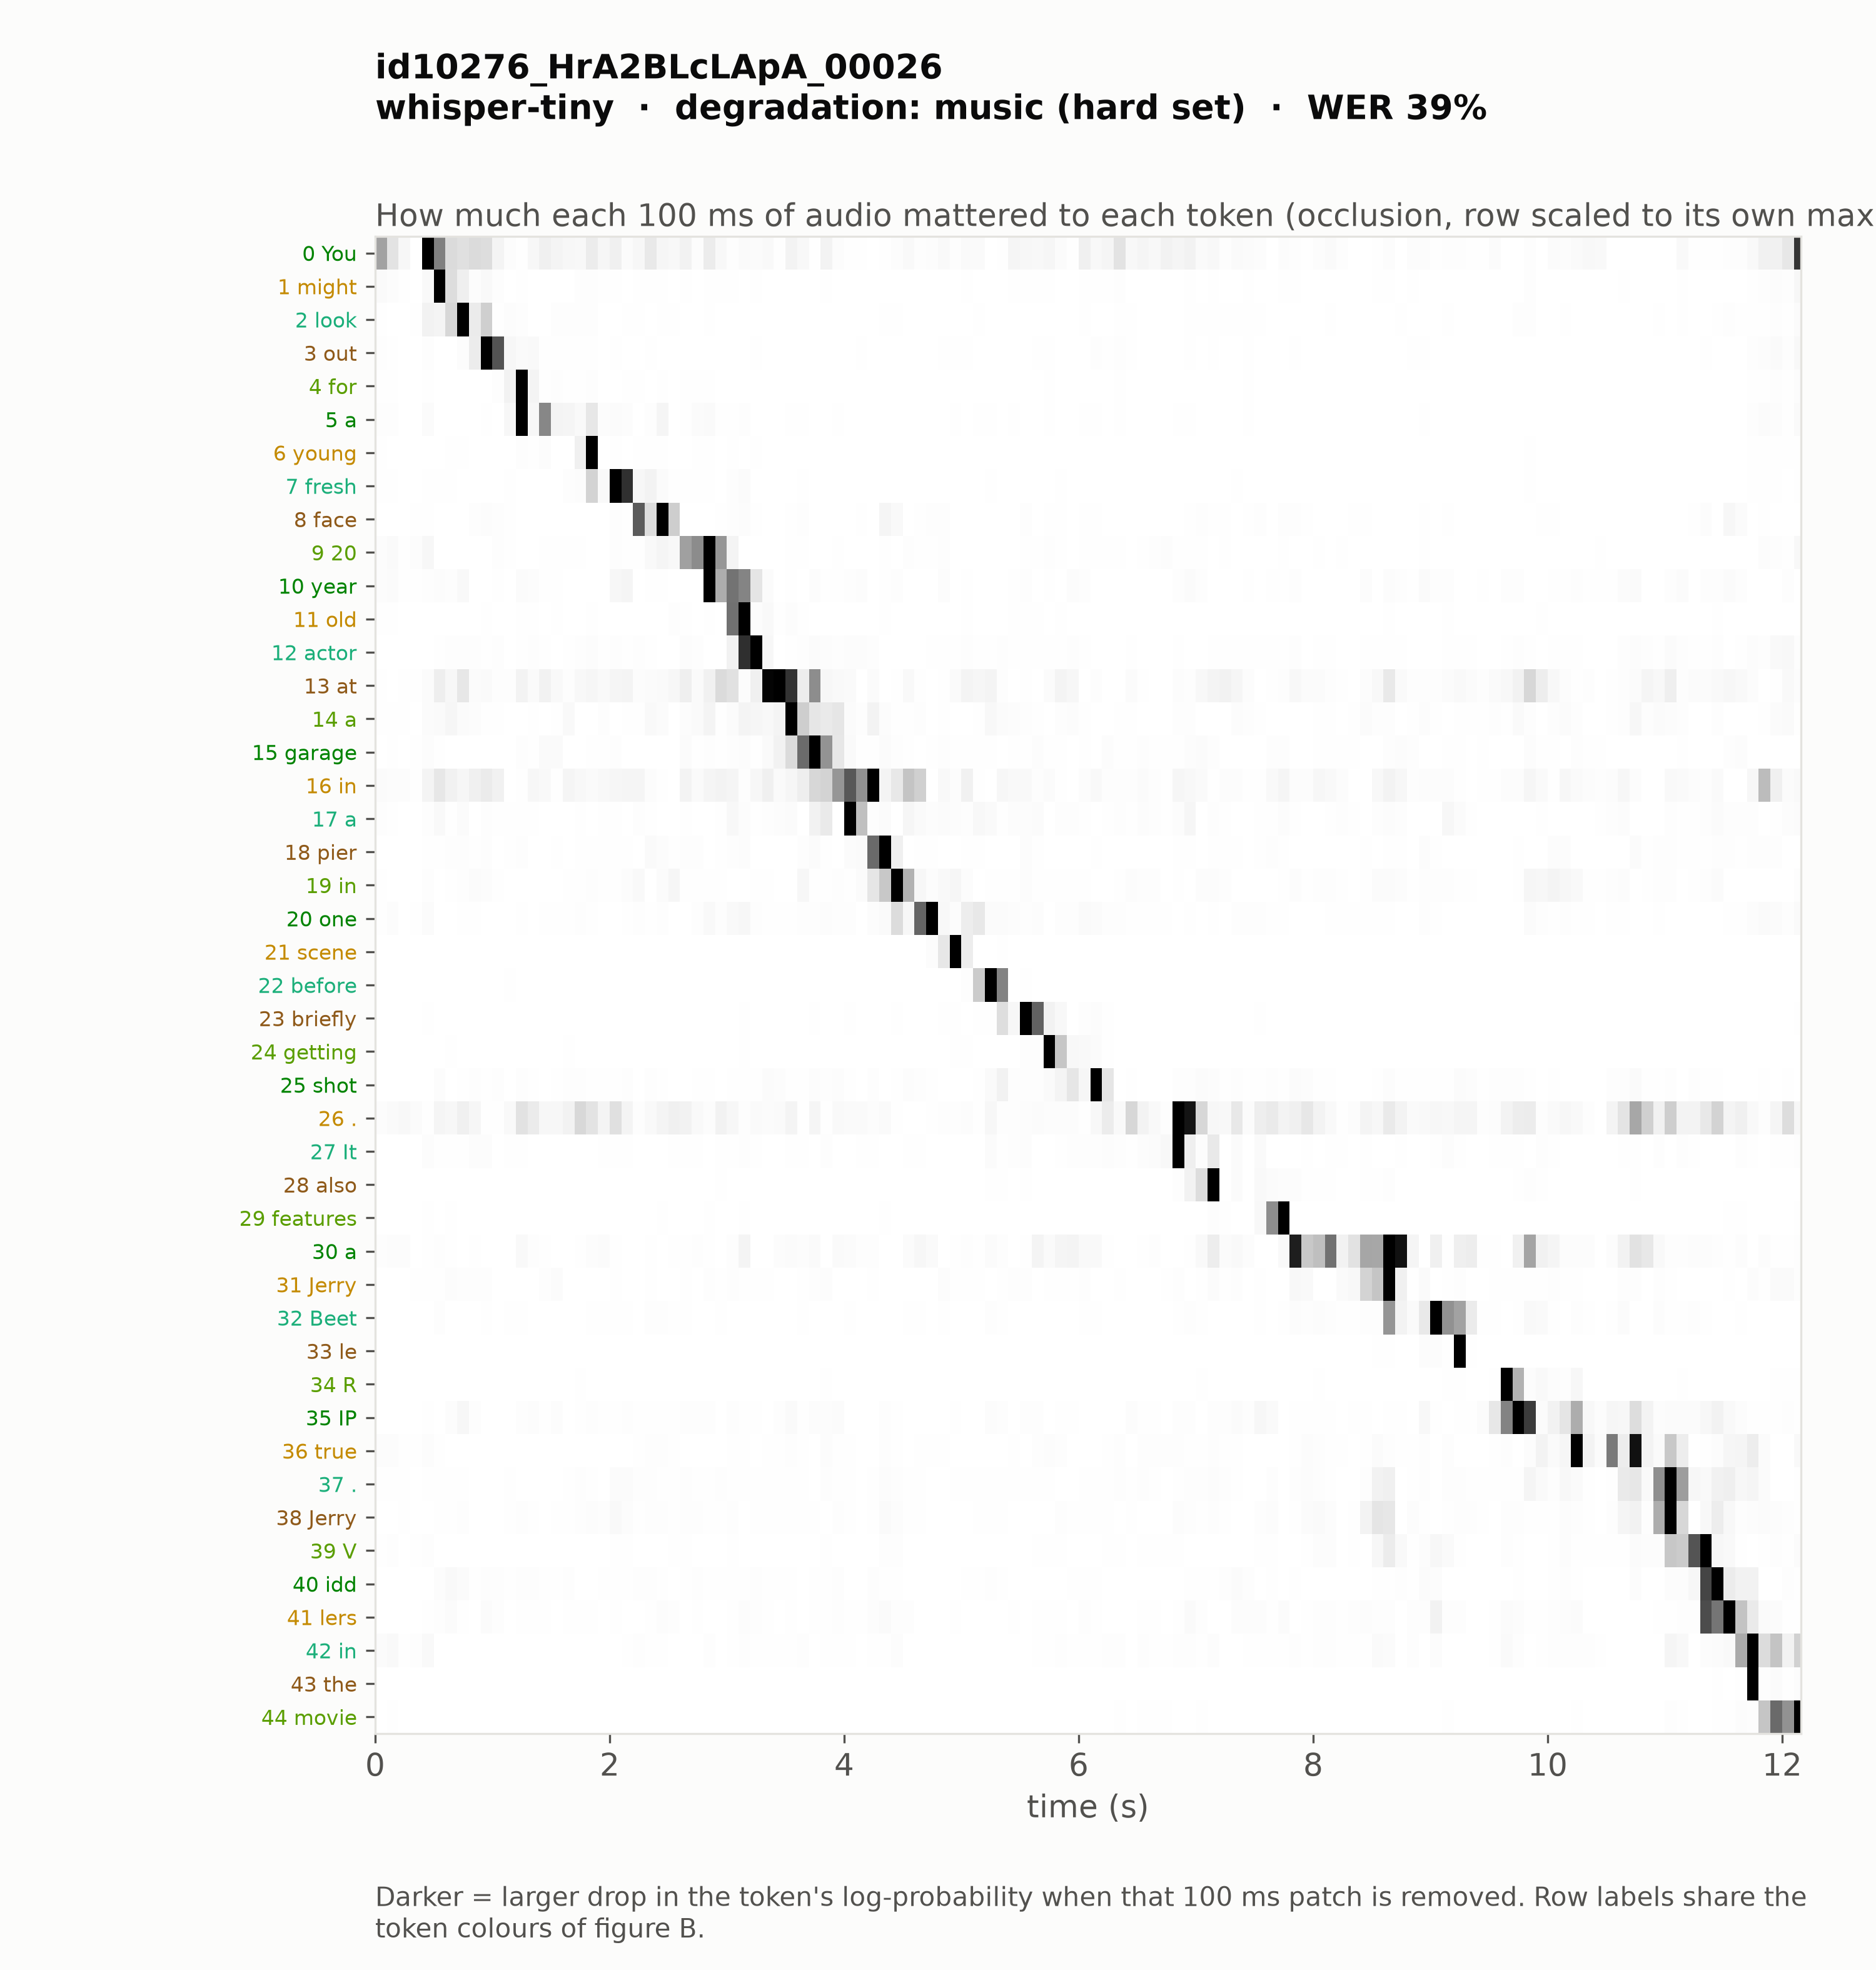 id10276_HrA2BLcLApA_00026
whisper-tiny · degradation: music (hard set) · WER 39%
How much each 100 ms of audio mattered to each token (occlusion, row scaled to its own max
0 You
1 might
2 look
3 out
4 for
5 a
6 young
7 fresh
8 face
9 20
10 year
11 old
12 actor
13 at
14 a
15 garage
16 in
17 a
18 pier
19 in
20 one
21 scene
22 before
23 briefly
24 getting
25 shot
26 .
27 It
28 also
29 features
30 a
31 Jerry
32 Beet
33 le
34 R
35 IP
36 true
37 .
38 Jerry
39 V
40 idd
41 lers
42 in
43 the
44 movie
0 2 4 6 8 10 12
time (s)
Darker = larger drop in the token's log-probability when that 100 ms patch is removed. Row labels share the
token colours of figure B.